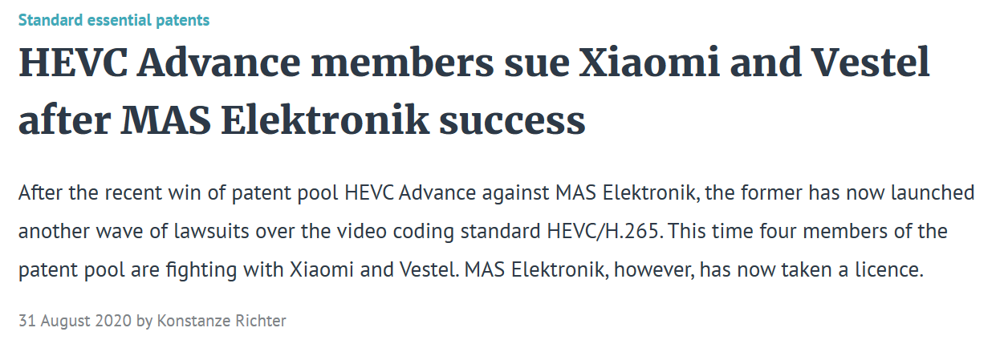 Standard essential patents
HEVC Advance members sue Xiaomi and Vestel
after MAS Elektronik success
After the recent win of patent pool HEVC Advance against MAS Elektronik, the former has now launched
another wave of lawsuits over the video coding standard HEVC/H.265. This time four members of the
patent pool are fighting with Xiaomi and Vestel. MAS Elektronik, however, has now taken a licence.
31 August 2020 by Konstanze Richter